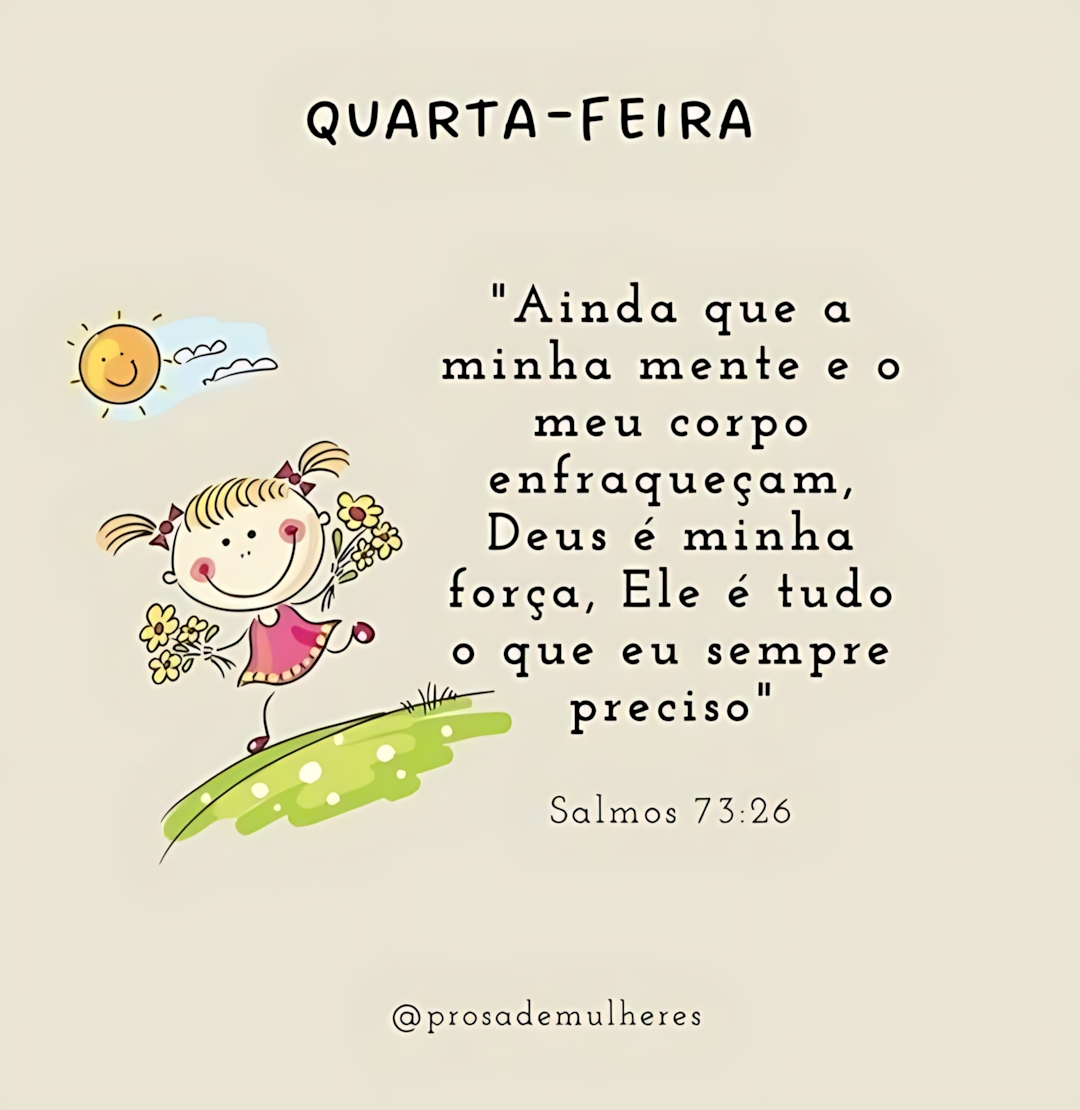 QUARTA-FEIRA
"Ainda que a
minha mente e o
meu corpo
enfraqueçam,
Deus é minha
força, Ele é tudo
o que eu sempre
preciso"
Salmos 73:26
@prosademulheres